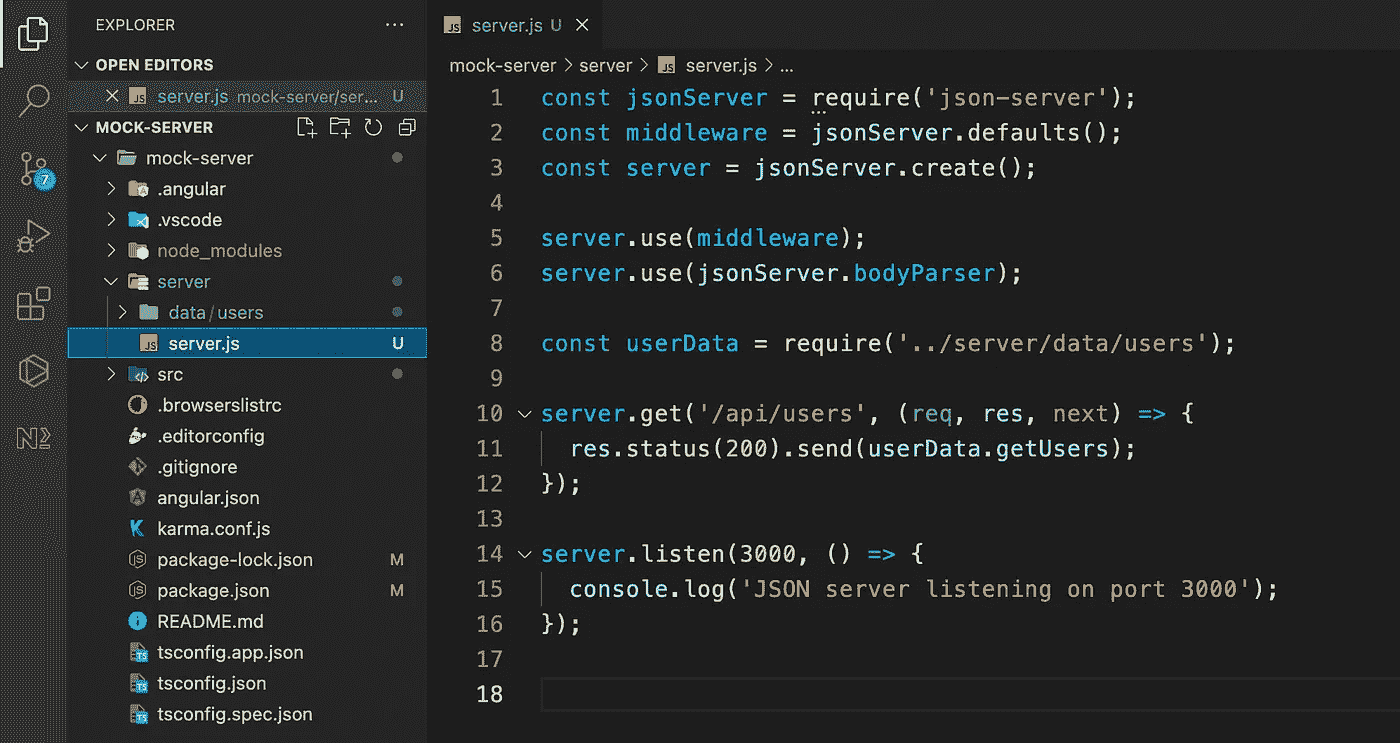 EXPLORER ...
OPEN EDITORS
server.js mock-server/ser... U
MOCK-SERVER
mock-server
.angular
.vscode
node_modules
server
data/users
server.js U
src
.browserslistrc
.editorconfig
.gitignore
angular.json
karma.conf.js
package-lock.json M
package.json M
README.md
tsconfig.app.json
tsconfig.json
tsconfig.spec.json
7
JS server.js U
mock-server > server > JS server.js > ...
1 const jsonServer = require('json-server');
2 const middleware = jsonServer.defaults();
3 const server = jsonServer.create();
4
5 server.use(middleware);
6 server.use(jsonServer.bodyParser);
7
8 const userData = require('../server/data/users');
9
10 server.get('/api/users', (req, res, next) => {
11 res.status(200).send(userData.getUsers);
12 });
13
14 server.listen(3000, () => {
15 console.log('JSON server listening on port 3000');
16 });
17
18